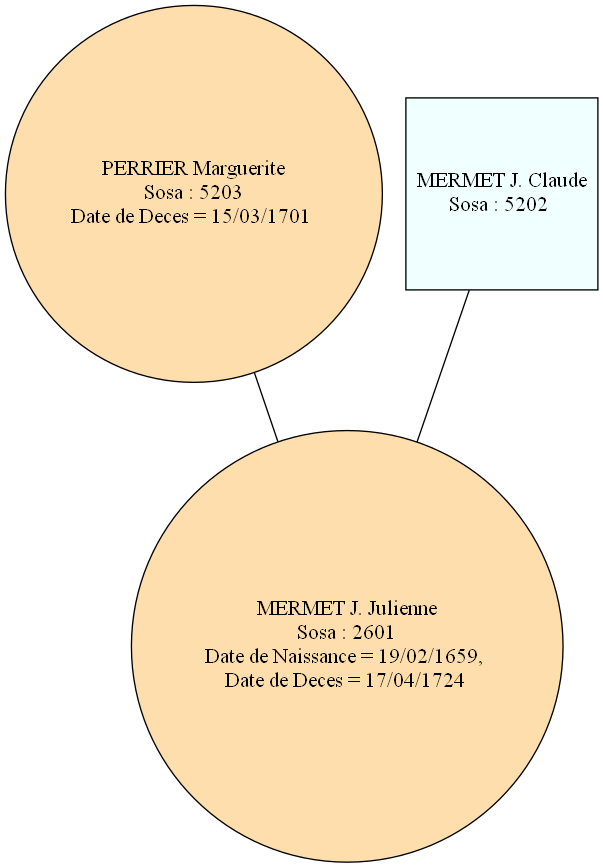 PERRIER Marguerite
Sosa : 5203
Date de Deces = 15/03/1701
MERMET J. Claude
Sosa : 5202
MERMET J. Julienne
Sosa : 2601
Date de Naissance = 19/02/1659,
Date de Deces = 17/04/1724